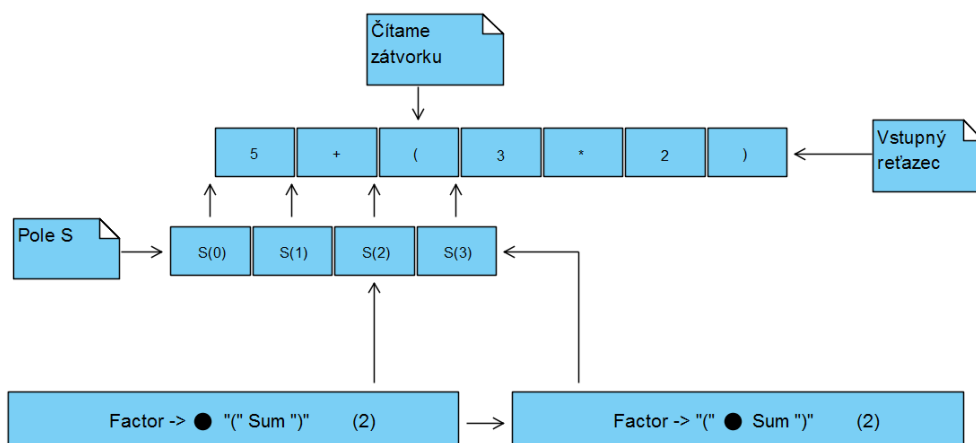 Čítame
zátvorku
5 + ( 3 * 2 )
Vstupný
reťazec
Pole S
S(0) S(1) S(2) S(3)
Factor -> ● "(" Sum ")" (2)
Factor -> "(" ● Sum ")" (2)